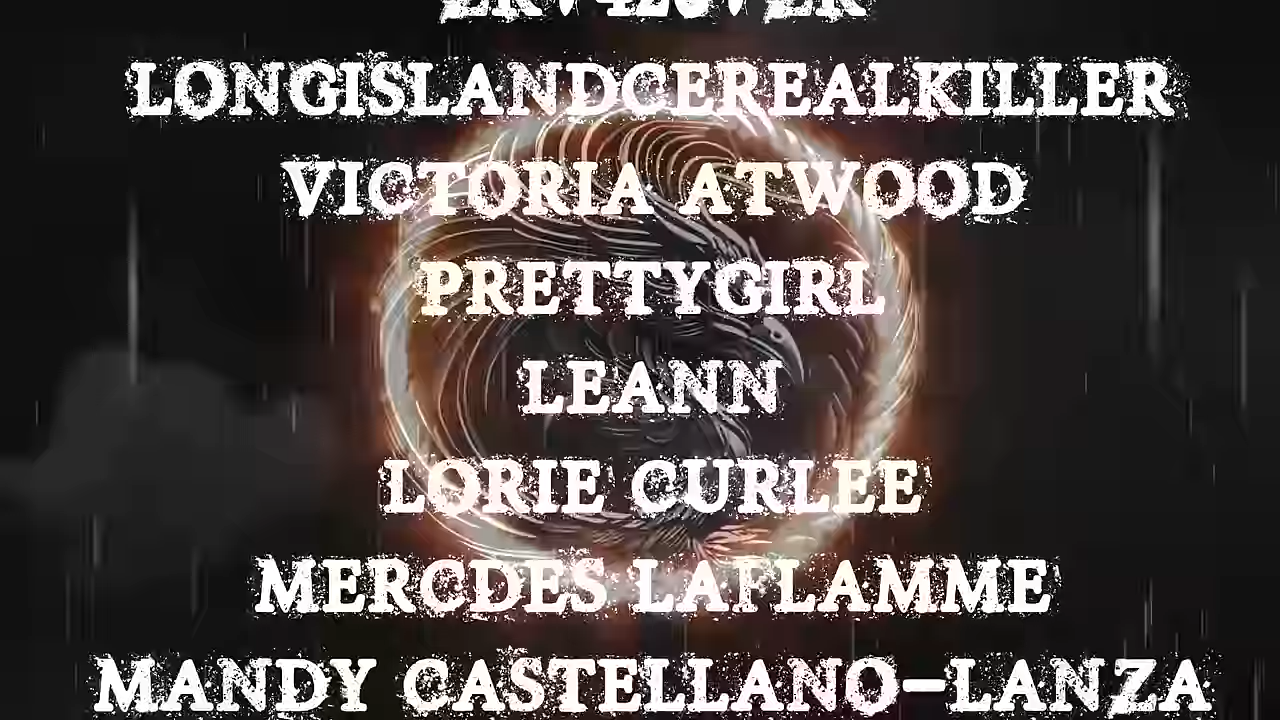 LONGISLANDCEREALKILLER
VICTORIA ATWOOD
PRETTYGIRL
LEANN
LORIE CURLEE
MERCDES LAFLAMME
MANDY CASTELLANO-LANZA